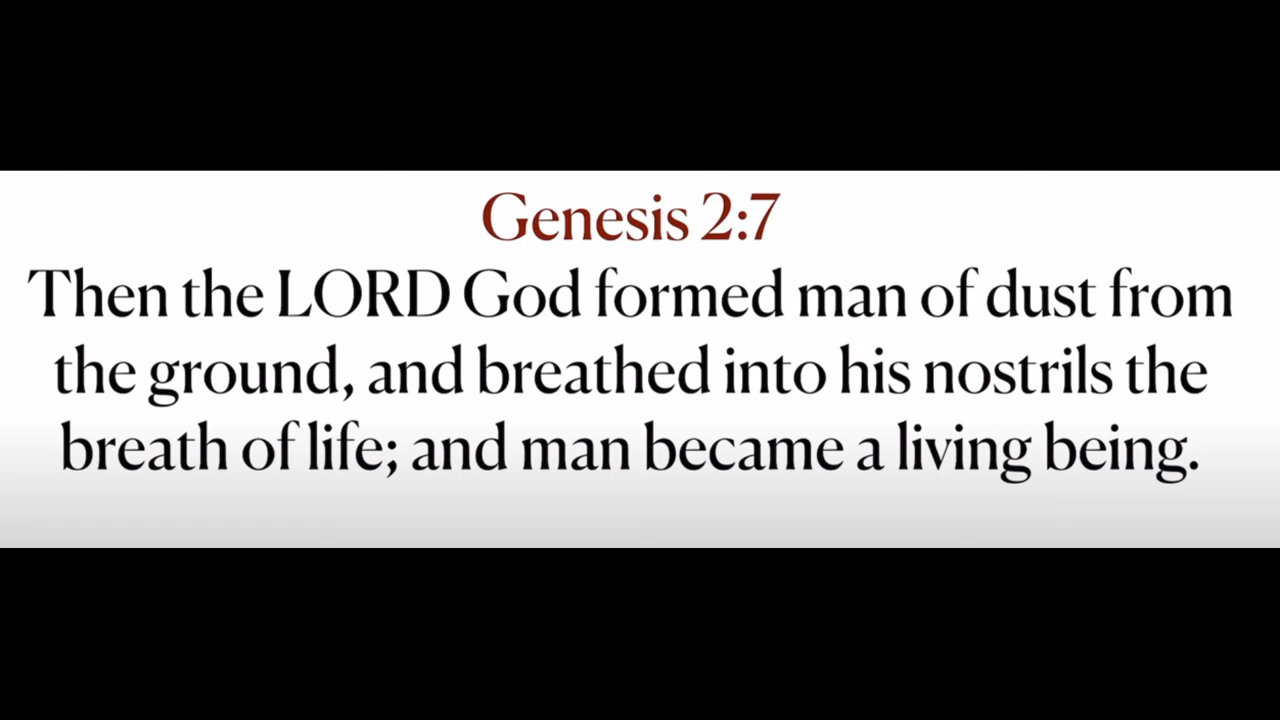 Genesis 2:7
Then the LORD God formed man of dust from
the ground, and breathed into his nostrils the
breath of life; and man became a living being.